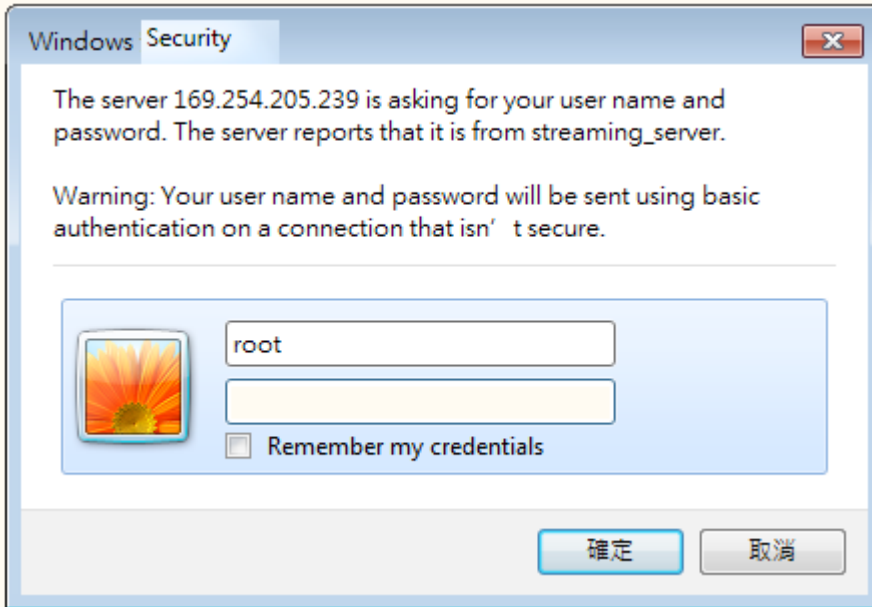 Windows Security
The server 169.254.205.239 is asking for your user name and
password. The server reports that it is from streaming_server.
Warning: Your user name and password will be sent using basic
authentication on a connection that isn’ t secure.
root
Remember my credentials
確定
取消